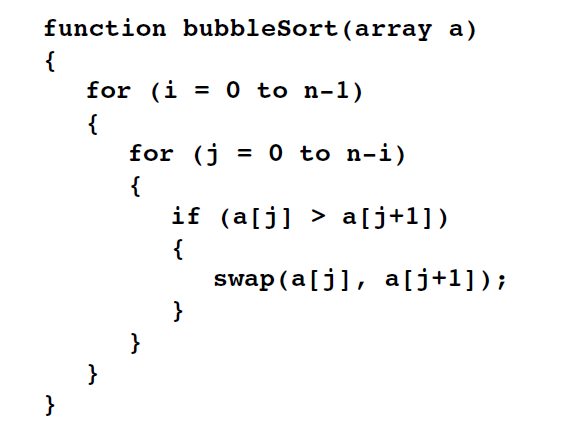 function bubbleSort(array a)
{
   for (i = 0 to n-1)
   {
      for (j = 0 to n-i)
      {
         if (a[j] > a[j+1])
         {
            swap(a[j], a[j+1]);
         }
      }
   }
}